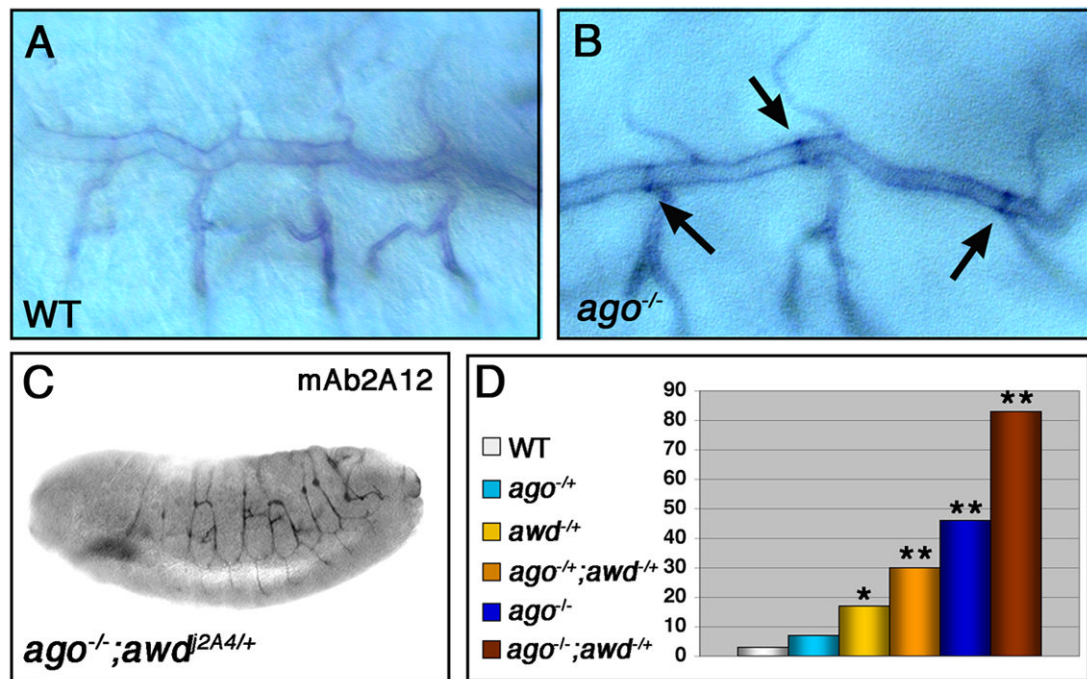 A
WT
B
ago-/-
C
mAb2A12
ago-/-;awdj2A4/+
D
WT
ago-/+
awd-/+
ago-/+;awd-/+
ago-/-
ago-/-;awd-/+
90
80
70
60
50
40
30
20
10
0
*
**
**
**